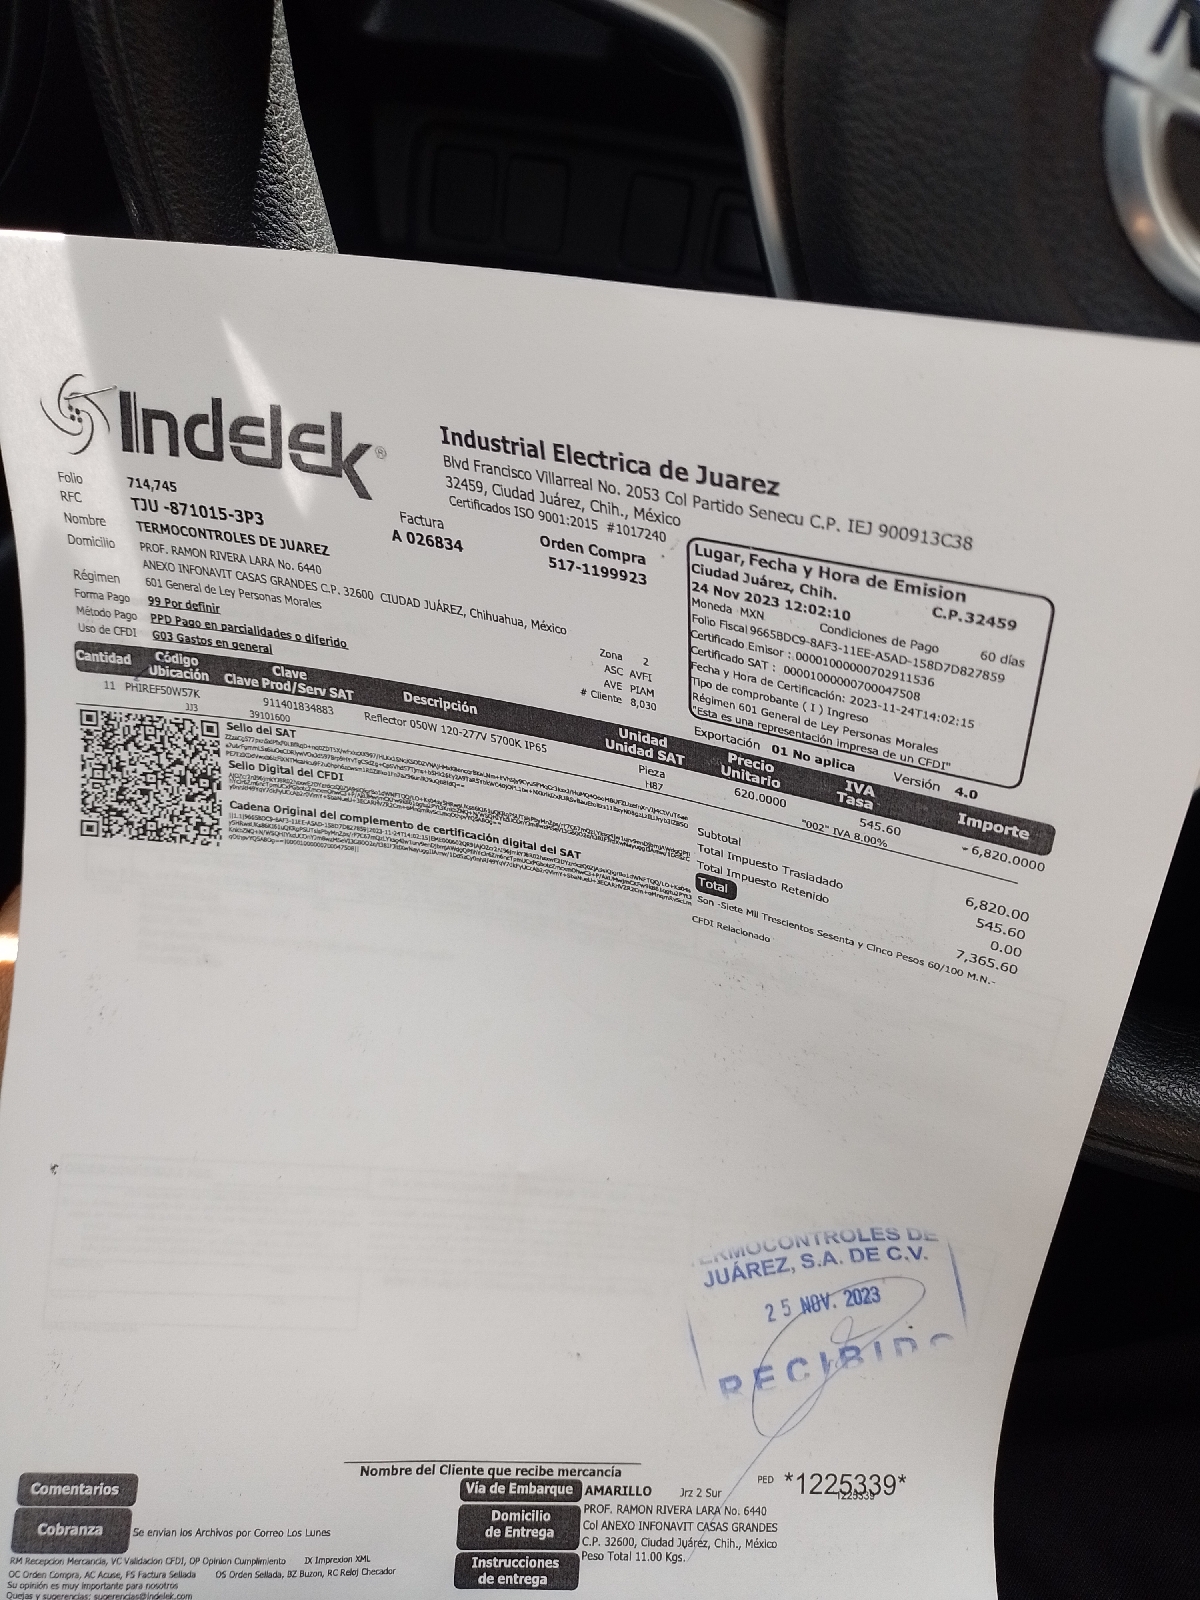 Indelek®
Industrial Electrica de Juarez
Blvd Francisco Villarreal No. 2053 Col Partido Senecu C.P. IEJ 900913C38
32459, Ciudad Juárez, Chih., México
Certificados ISO 9001:2015 #1017240
Folio 714,745
RFC TJU -871015-3P3
Nombre TERMOCONTROLES DE JUAREZ
Domicilio PROF. RAMON RIVERA LARA No. 6440
ANEXO INFONAVIT CASAS GRANDES C.P. 32600 CIUDAD JUÁREZ, Chihuahua, México
Régimen 601 General de Ley Personas Morales
Forma Pago 99 Por definir
Método Pago PPD Pago en parcialidades o diferido
Uso de CFDI G03 Gastos en general
Factura
A 026834
Orden Compra
517-1199923
Zona 2
ASC AVFI
AVE PIAM
# Cliente 8,030
Lugar, Fecha y Hora de Emision
Ciudad Juárez, Chih. C.P.32459
24 Nov 2023 12:02:10
Moneda MXN Condiciones de Pago 60 días
Folio Fiscal 9665BDC9-8AF3-11EE-A5AD-158D7D827859
Certificado Emisor : 00001000000702911536
Certificado SAT : 00001000000700047508
Fecha y Hora de Certificación: 2023-11-24T14:02:15
Tipo de comprobante ( I ) Ingreso
Régimen 601 General de Ley Personas Morales
"Esta es una representación impresa de un CFDI"
Exportación 01 No aplica Versión 4.0
Cantidad Código Ubicación Clave Clave Prod/Serv SAT Descripción Unidad Unidad SAT Precio Unitario IVA Tasa Importe
11 PHIREF50W57K 911401834883 Reflector 050W 120-277V 5700K IP65 Pieza 620.0000 545.60 6,820.0000
JJ3 39101600 H87 "002" IVA 8.00%
Sello del SAT
Sello Digital del CFDI
Cadena Original del complemento de certificación digital del SAT
Subtotal 6,820.00
Total Impuesto Trasladado 545.60
Total Impuesto Retenido 0.00
Total 7,365.60
Son -Siete Mil Trescientos Sesenta y Cinco Pesos 60/100 M.N.-
CFDI Relacionado
TERMOCONTROLES DE
JUÁREZ, S.A. DE C.V.
25 NOV. 2023
RECIBIDO
Nombre del Cliente que recibe mercancía
Comentarios
Cobranza Se envian los Archivos por Correo Los Lunes
Vía de Embarque AMARILLO Jrz 2 Sur
PED *1225339*
1225339
Domicilio de Entrega PROF. RAMON RIVERA LARA No. 6440
Col ANEXO INFONAVIT CASAS GRANDES
C.P. 32600, Ciudad Juárez, Chih., México
Instrucciones de entrega Peso Total 11.00 Kgs.
RM Recepcion Mercancia, VC Validacion CFDI, OP Opinion Cumplimiento IX Imprexion XML
OC Orden Compra, AC Acuse, FS Factura Sellada OS Orden Sellada, BZ Buzon, RC Reloj Checador
Su opinión es muy importante para nosotros
Quejas y sugerencias: sugerencias@indelek.com